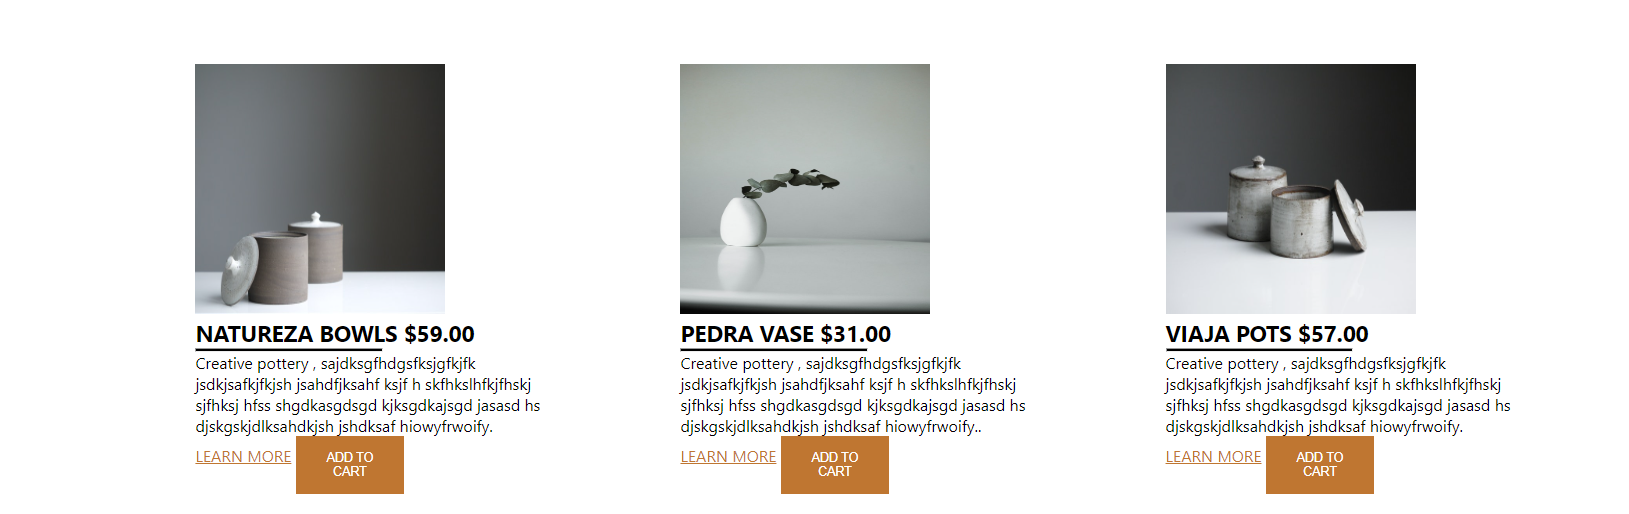 NATUREZA BOWLS $59.00
Creative pottery , sajdksgfhdgsfksjgfkjfk
jsdkjsafkjfkjsh jsahdfjksahf ksjf h skfhkslhfkjfhskj
sjfhksj hfss shgdkasgdsgd kjksgdkajsgd jasasd hs
djskgskjdlksahdkjsh jshdksaf hiowyfrwoify.
LEARN MORE
ADD TO
CART
PEDRA VASE $31.00
Creative pottery , sajdksgfhdgsfksjgfkjfk
jsdkjsafkjfkjsh jsahdfjksahf ksjf h skfhkslhfkjfhskj
sjfhksj hfss shgdkasgdsgd kjksgdkajsgd jasasd hs
djskgskjdlksahdkjsh jshdksaf hiowyfrwoify..
LEARN MORE
ADD TO
CART
VIAJA POTS $57.00
Creative pottery , sajdksgfhdgsfksjgfkjfk
jsdkjsafkjfkjsh jsahdfjksahf ksjf h skfhkslhfkjfhskj
sjfhksj hfss shgdkasgdsgd kjksgdkajsgd jasasd hs
djskgskjdlksahdkjsh jshdksaf hiowyfrwoify.
LEARN MORE
ADD TO
CART